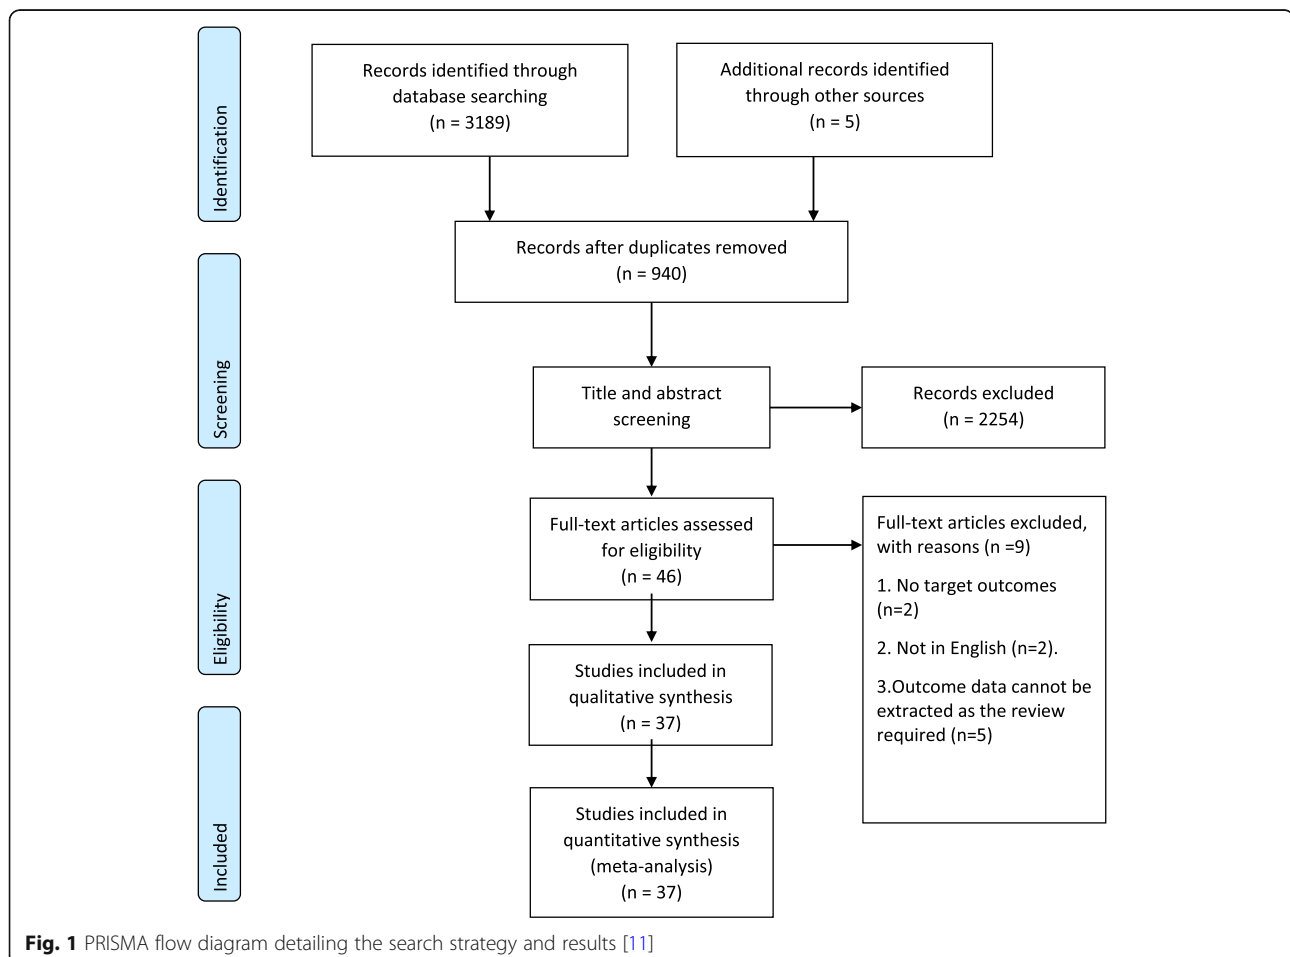 Identification
Records identified through
database searching
(n = 3189)
Additional records identified
through other sources
(n = 5)
Records after duplicates removed
(n = 940)
Screening
Title and abstract
screening
Records excluded
(n = 2254)
Eligibility
Full-text articles assessed
for eligibility
(n = 46)
Full-text articles excluded,
with reasons (n =9)
1. No target outcomes
(n=2)
2. Not in English (n=2).
3.Outcome data cannot be
extracted as the review
required (n=5)
Studies included in
qualitative synthesis
(n = 37)
Included
Studies included in
quantitative synthesis
(meta-analysis)
(n = 37)
Fig. 1 PRISMA flow diagram detailing the search strategy and results [11]